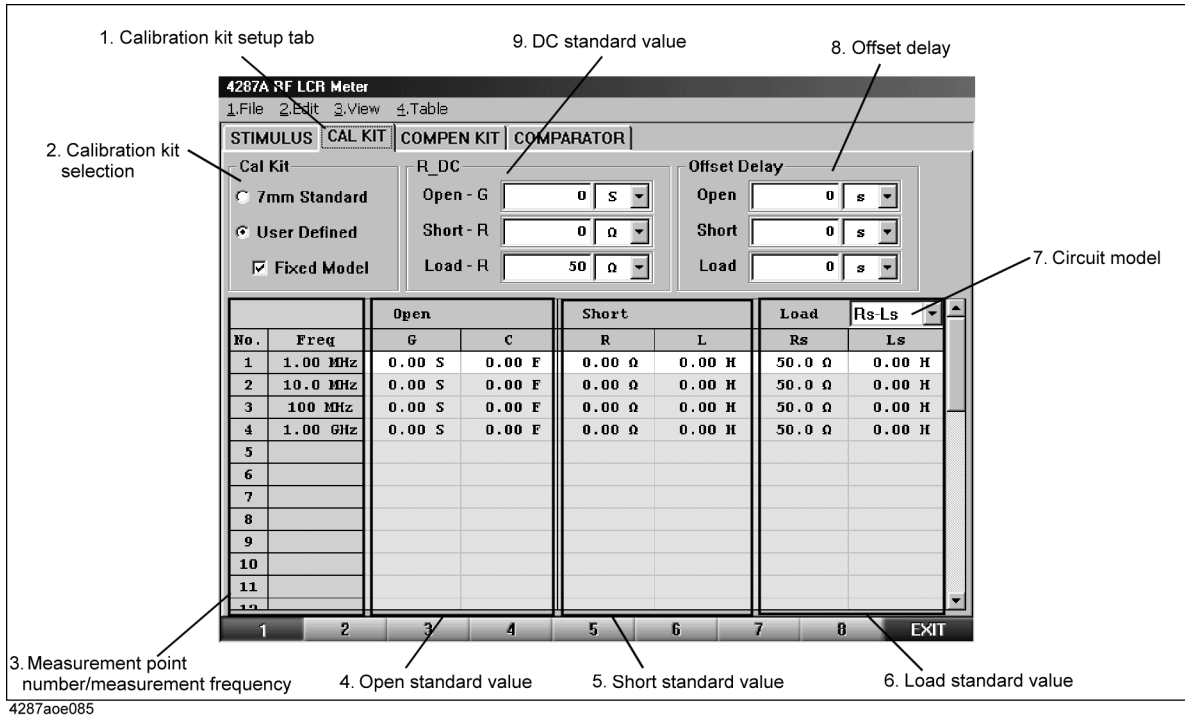 1. Calibration kit setup tab
9. DC standard value
8. Offset delay
4287A RF LCR Meter
1.File 2.Edit 3.View 4.Table
STIMULUS CAL KIT COMPEN KIT COMPARATOR
2. Calibration kit
selection
Cal Kit R_DC Offset Delay
7mm Standard Open - G 0 S Open 0 s
User Defined Short - R 0 Ω Short 0 s
Fixed Model Load - R 50 Ω Load 0 s
7. Circuit model
Open Short Load Rs-Ls
No. Freq G C R L Rs Ls
1 1.00 MHz 0.00 S 0.00 F 0.00 Ω 0.00 H 50.0 Ω 0.00 H
2 10.0 MHz 0.00 S 0.00 F 0.00 Ω 0.00 H 50.0 Ω 0.00 H
3 100 MHz 0.00 S 0.00 F 0.00 Ω 0.00 H 50.0 Ω 0.00 H
4 1.00 GHz 0.00 S 0.00 F 0.00 Ω 0.00 H 50.0 Ω 0.00 H
5
6
7
8
9
10
11
12
1 2 3 4 5 6 7 8 EXIT
3. Measurement point
number/measurement frequency
4. Open standard value
5. Short standard value
6. Load standard value
4287aoe085